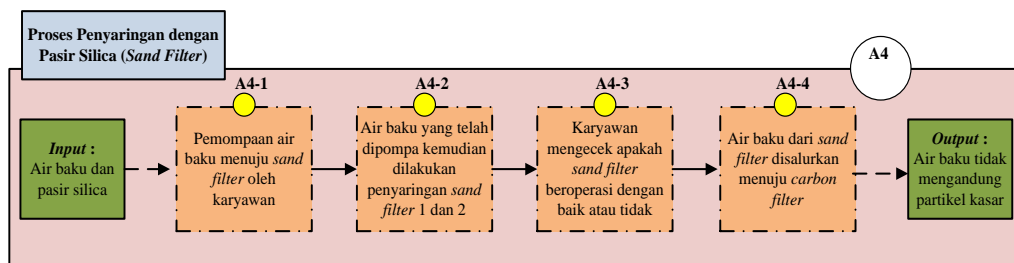 Proses Penyaringan dengan
Pasir Silica (Sand Filter)
A4
A4-1
A4-2
A4-3
A4-4
Input :
Air baku dan
pasir silica
Pemompaan air
baku menuju sand
filter oleh
karyawan
Air baku yang telah
dipompa kemudian
dilakukan
penyaringan sand
filter 1 dan 2
Karyawan
mengecek apakah
sand filter
beroperasi dengan
baik atau tidak
Air baku dari sand
filter disalurkan
menuju carbon
filter
Output :
Air baku tidak
mengandung
partikel kasar